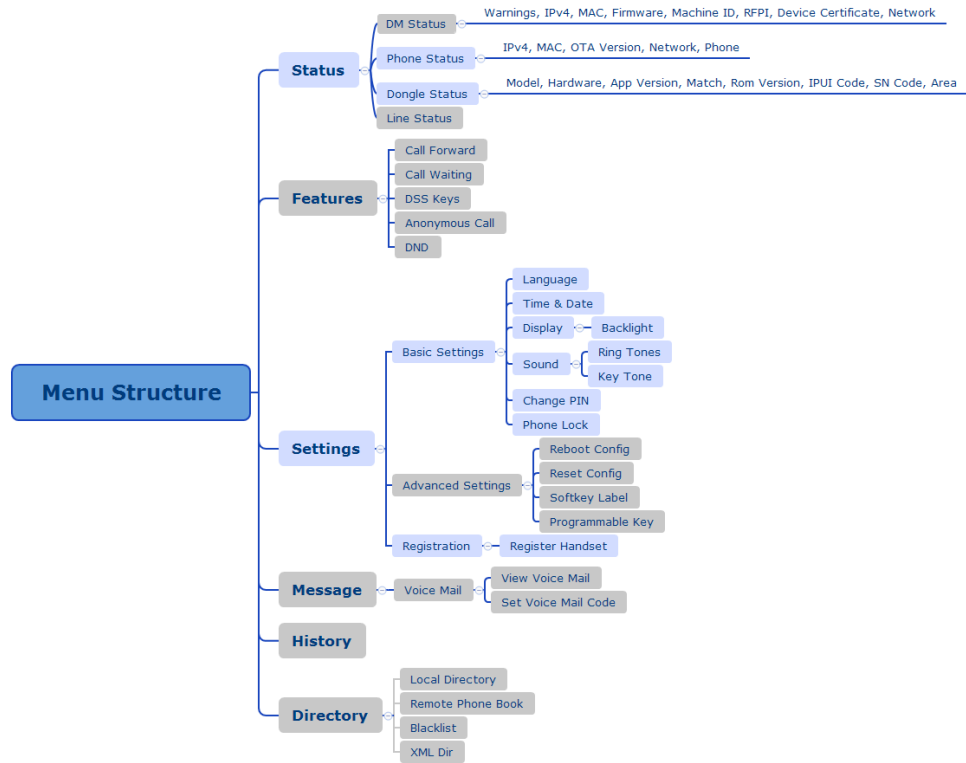 Menu Structure
Status
DM Status
Warnings, IPv4, MAC, Firmware, Machine ID, RFPI, Device Certificate, Network
Phone Status
IPv4, MAC, OTA Version, Network, Phone
Dongle Status
Model, Hardware, App Version, Match, Rom Version, IPUI Code, SN Code, Area
Line Status
Features
Call Forward
Call Waiting
DSS Keys
Anonymous Call
DND
Settings
Basic Settings
Language
Time & Date
Display
Backlight
Sound
Ring Tones
Key Tone
Change PIN
Phone Lock
Advanced Settings
Reboot Config
Reset Config
Softkey Label
Programmable Key
Registration
Register Handset
Message
Voice Mail
View Voice Mail
Set Voice Mail Code
History
Directory
Local Directory
Remote Phone Book
Blacklist
XML Dir